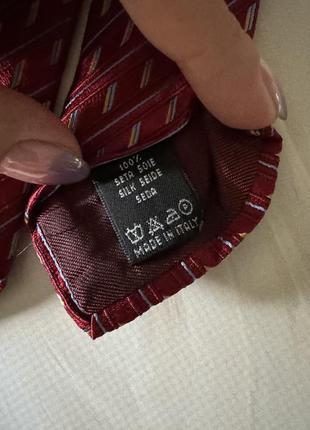 100%
SETA SOIE
SILK SEIDE
SEDA
P
MADE IN ITALY